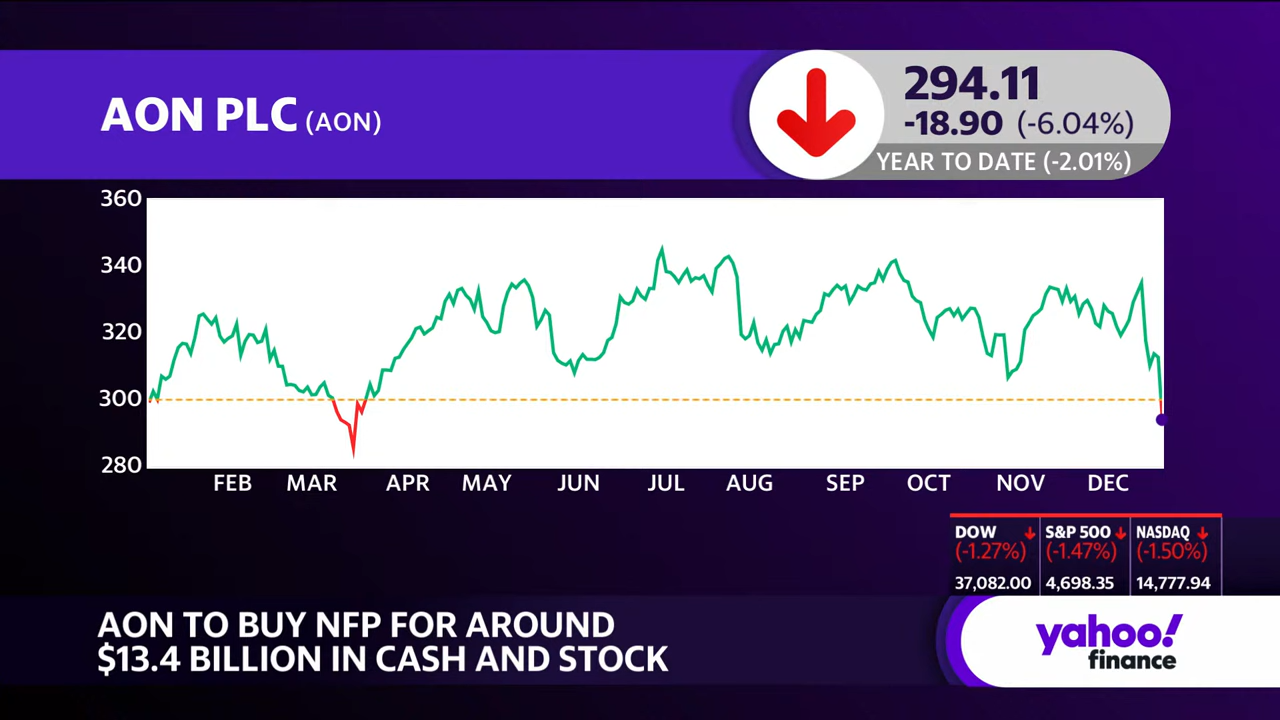 AON PLC (AON)
294.11
-18.90 (-6.04%)
YEAR TO DATE (-2.01%)
360
340
320
300
280
FEB MAR APR MAY JUN JUL AUG SEP OCT NOV DEC
DOW S&P 500 NASDAQ
(-1.27%) (-1.47%) (-1.50%)
37,082.00 4,698.35 14,777.94
AON TO BUY NFP FOR AROUND
$13.4 BILLION IN CASH AND STOCK
yahoo!
finance